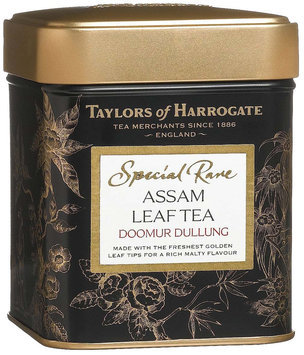 TAYLORS of HARROGATE
TEA MERCHANTS SINCE 1886
~ ENGLAND ~
Special Rare
ASSAM
LEAF TEA
DOOMUR DULLUNG
MADE WITH THE FRESHEST GOLDEN
LEAF TIPS FOR A RICH MALTY FLAVOUR